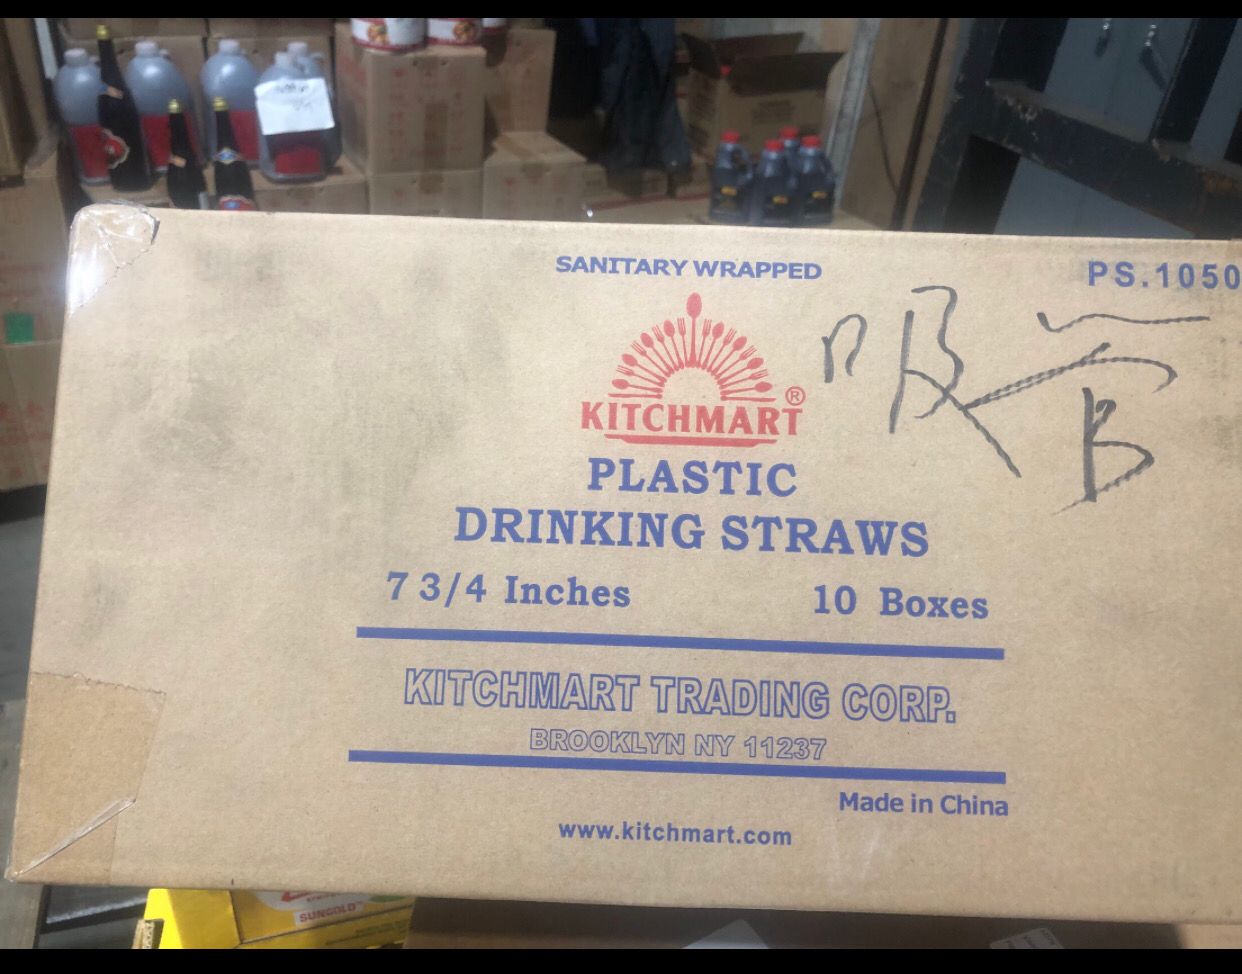 SANITARY WRAPPED
PS.1050
KITCHMART®
吸管
PLASTIC
DRINKING STRAWS
7 3/4 Inches 10 Boxes
KITCHMART TRADING CORP.
BROOKLYN NY 11237
Made in China
www.kitchmart.com
SUNGOLD